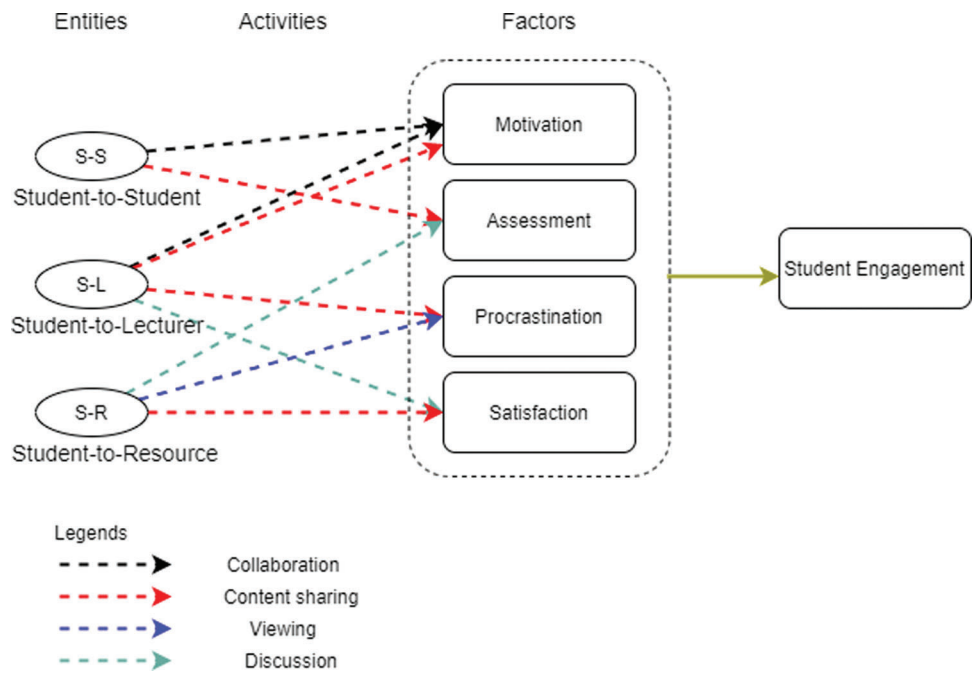 Entities
Activities
Factors
S-S
Student-to-Student
S-L
Student-to-Lecturer
S-R
Student-to-Resource
Motivation
Assessment
Procrastination
Satisfaction
Student Engagement
Legends
Collaboration
Content sharing
Viewing
Discussion